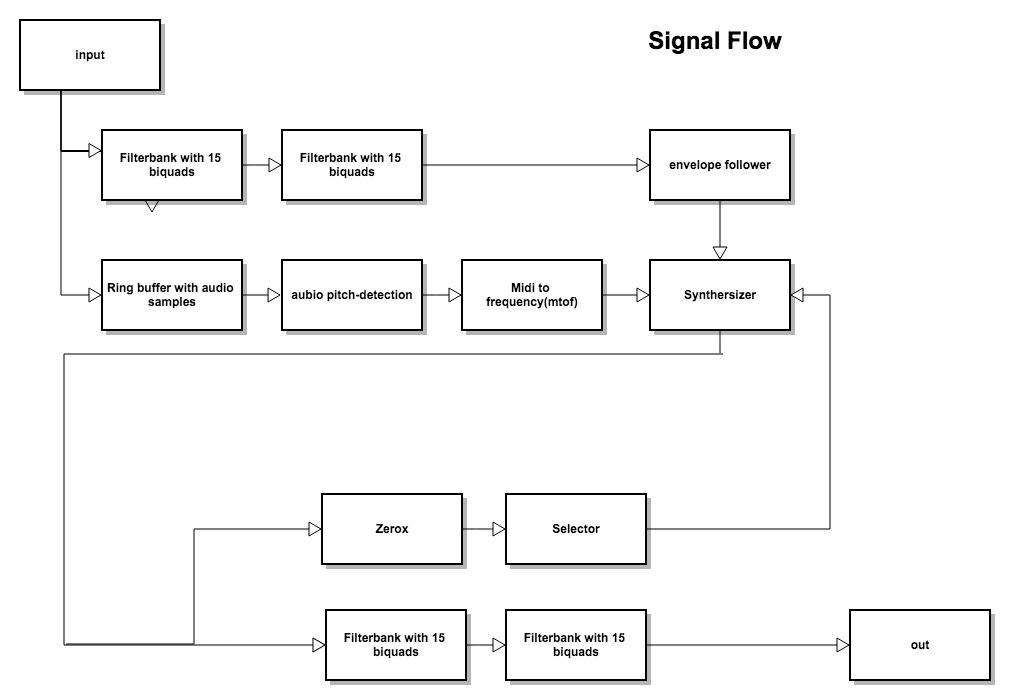 Signal Flow
input
Filterbank with 15
biquads
Filterbank with 15
biquads
envelope follower
Ring buffer with audio
samples
aubio pitch-detection
Midi to
frequency(mtof)
Synthersizer
Zerox
Selector
Filterbank with 15
biquads
Filterbank with 15
biquads
out